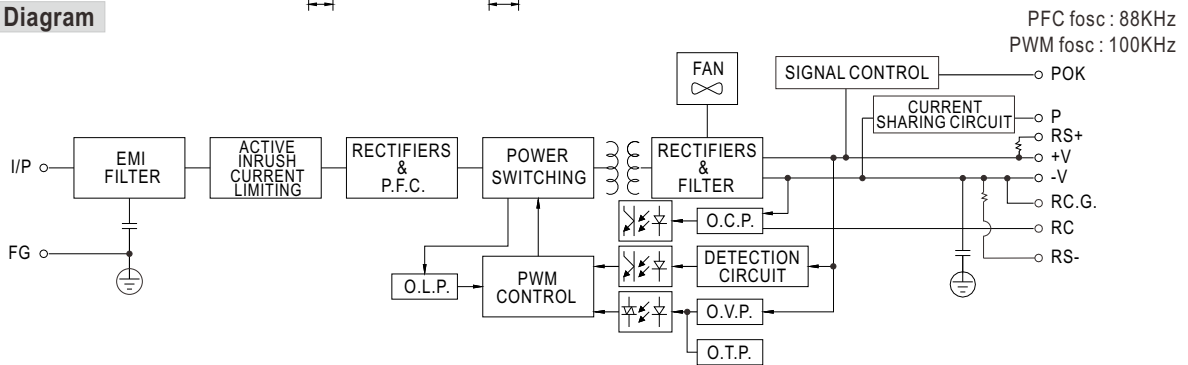 Diagram
PFC fosc : 88KHz
PWM fosc : 100KHz
FAN
SIGNAL CONTROL
POK
CURRENT
SHARING CIRCUIT
P
RS+
I/P
EMI
FILTER
ACTIVE
INRUSH
CURRENT
LIMITING
RECTIFIERS
&
P.F.C.
POWER
SWITCHING
RECTIFIERS
&
FILTER
+V
-V
RC.G.
O.C.P.
RC
FG
RS-
DETECTION
CIRCUIT
O.L.P.
PWM
CONTROL
O.V.P.
O.T.P.